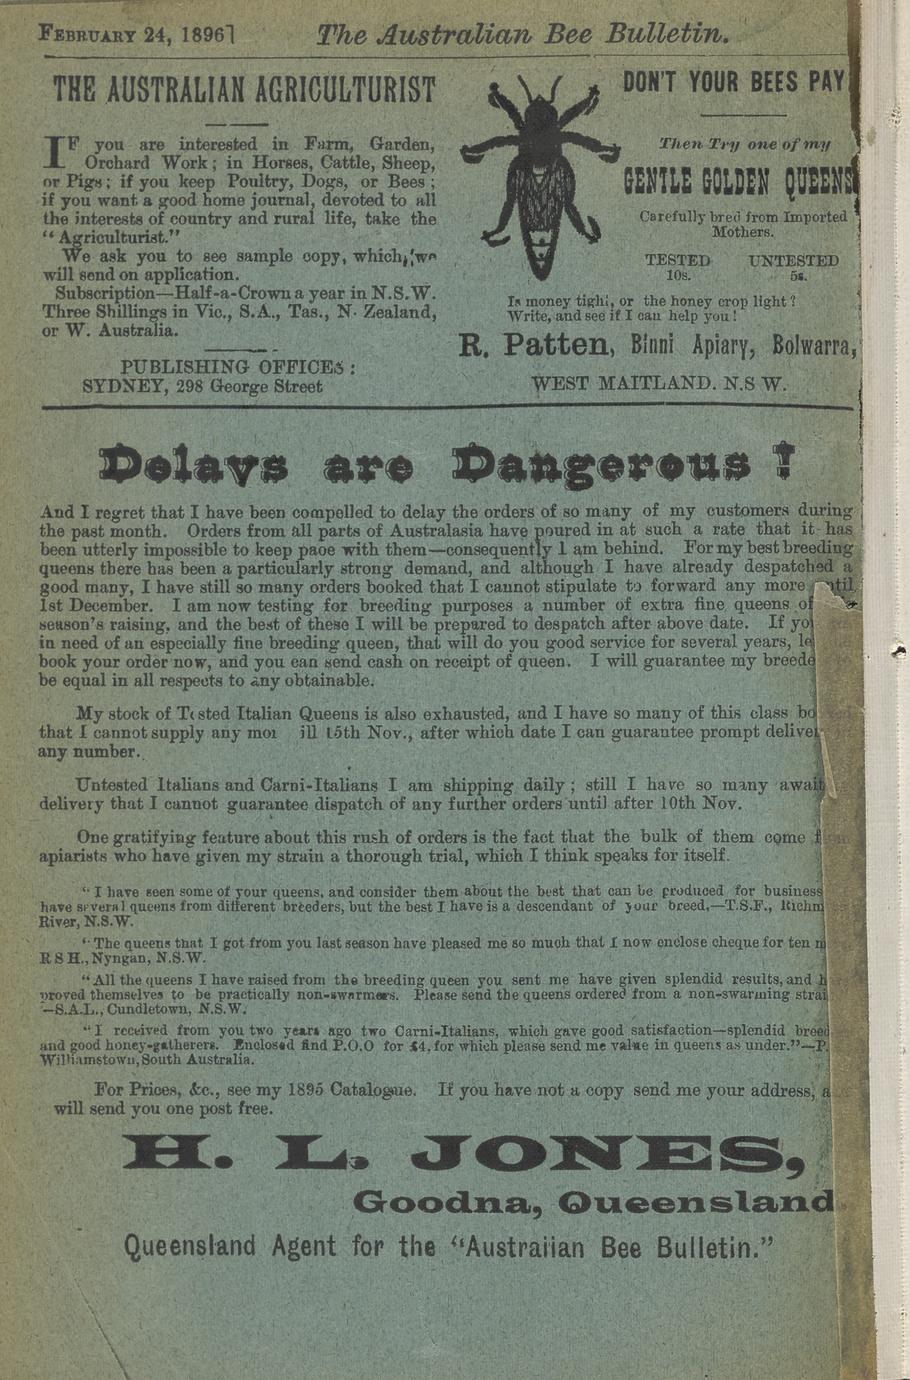 FEBRUARY 24, 1896] The Australian Bee Bulletin.
THE AUSTRALIAN AGRICULTURIST
IF you are interested in Farm, Garden,
Orchard Work; in Horses, Cattle, Sheep,
or Pigs; if you keep Poultry, Dogs, or Bees;
if you want a good home journal, devoted to all
the interests of country and rural life, take the
"Agriculturist."
We ask you to see sample copy, which, we
will send on application.
Subscription—Half-a-Crown a year in N.S.W.
Three Shillings in Vic., S.A., Tas., N. Zealand,
or W. Australia.
PUBLISHING OFFICES:
SYDNEY, 298 George Street
DON'T YOUR BEES PAY
Then Try one of my
GENTLE GOLDEN QUEENS
Carefully bred from Imported
Mothers.
TESTED UNTESTED
10s. 5s.
Is money tight, or the honey crop light?
Write, and see if I can help you!
R. Patten, Binni Apiary, Bolwarra,
WEST MAITLAND. N.S W.
Delays are Dangerous!
And I regret that I have been compelled to delay the orders of so many of my customers during
the past month. Orders from all parts of Australasia have poured in at such a rate that it has
been utterly impossible to keep pace with them—consequently I am behind. For my best breeding
queens there has been a particularly strong demand, and although I have already despatched a
good many, I have still so many orders booked that I cannot stipulate to forward any more
1st December. I am now testing for breeding purposes a number of extra fine queens of
season's raising, and the best of these I will be prepared to despatch after above date. If
in need of an especially fine breeding queen, that will do you good service for several years,
book your order now, and you can send cash on receipt of queen. I will guarantee my
be equal in all respects to any obtainable.
My stock of Tested Italian Queens is also exhausted, and I have so many of this class
that I cannot supply any 15th Nov., after which date I can guarantee prompt
any number.
Untested Italians and Carni-Italians I am shipping daily; still I have so many
delivery that I cannot guarantee dispatch of any further orders until after 10th Nov.
One gratifying feature about this rush of orders is the fact that the bulk of them come
apiarists who have given my strain a thorough trial, which I think speaks for itself.
"I have seen some of your queens, and consider them about the best that can be produced for business
have several queens from different breeders, but the best I have is a descendant of your breed,—T.S.F.,
River, N.S.W.
"The queens that I got from you last season have pleased me so much that I now enclose cheque for ten
R S H., Nyngan, N.S.W.
"All the queens I have raised from the breeding queen you sent me have given splendid results, and
proved themselves to be practically non-swarmers. Please send the queens ordered from a non-swarming
—S.A.L., Cundletown, N.S.W.
"I received from you two years ago two Carni-Italians, which gave good satisfaction—splendid
and good honey-gatherers. Enclosed find P.O.O for £4, for which please send me value in queens as under."—P.
Williamstown, South Australia.
For Prices, &c., see my 1895 Catalogue. If you have not a copy send me your address,
will send you one post free.
H. L. JONES,
Goodna, Queensland.
Queensland Agent for the "Australian Bee Bulletin."